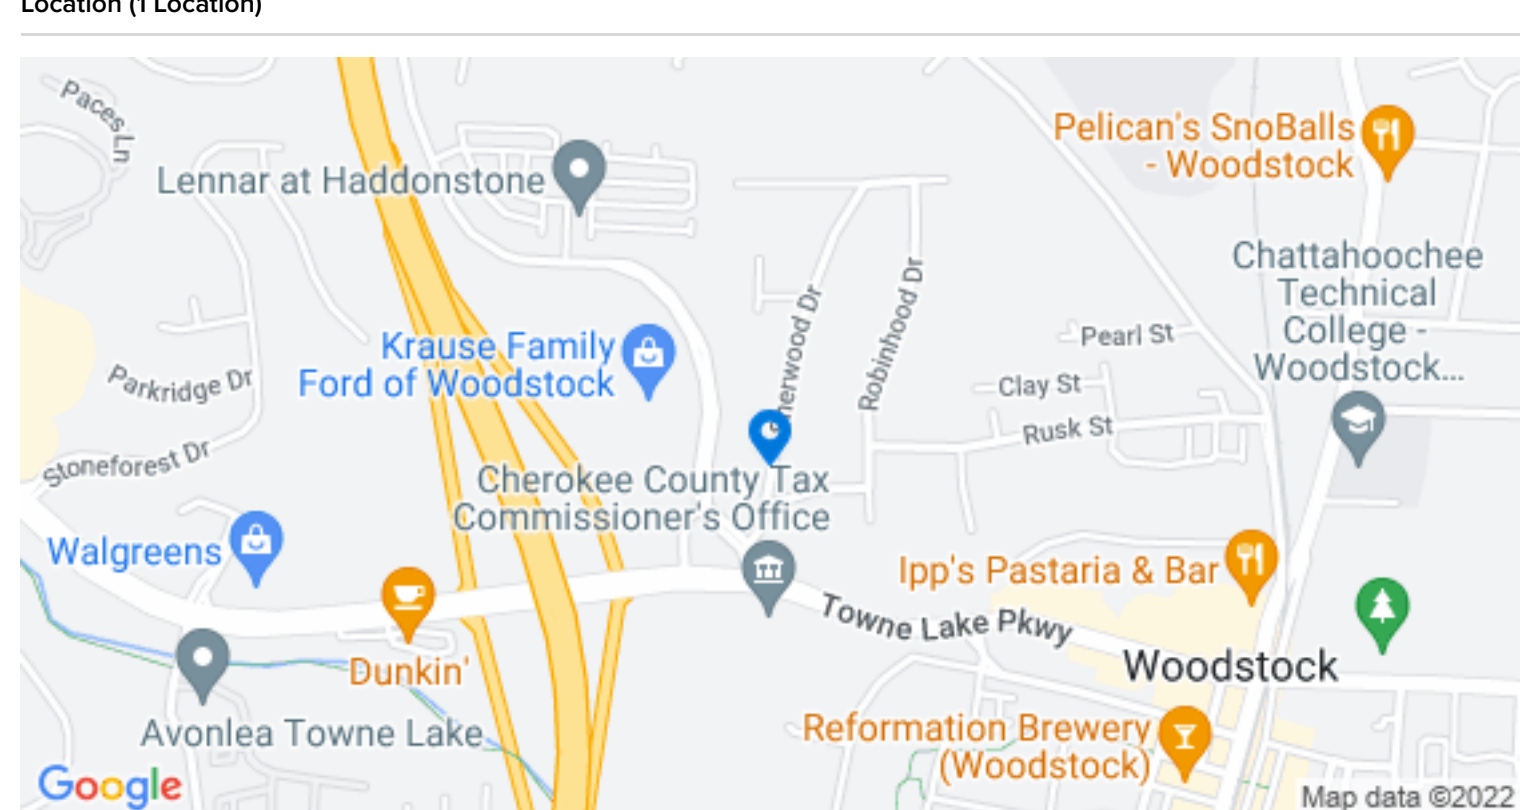 Location (1 Location)
Paces Ln
Pelican's SnoBalls
- Woodstock
Lennar at Haddonstone
Chattahoochee
Technical
College -
Woodstock...
Robinhood Dr
Pearl St
Krause Family
Ford of Woodstock
Parkridge Dr
Clay St
Rusk St
Stoneforest Dr
Cherokee County Tax
Commissioner's Office
Walgreens
Ipp's Pastaria & Bar
Towne Lake Pkwy
Dunkin'
Woodstock
Avonlea Towne Lake
Reformation Brewery
(Woodstock)
Google
Map data ©2022